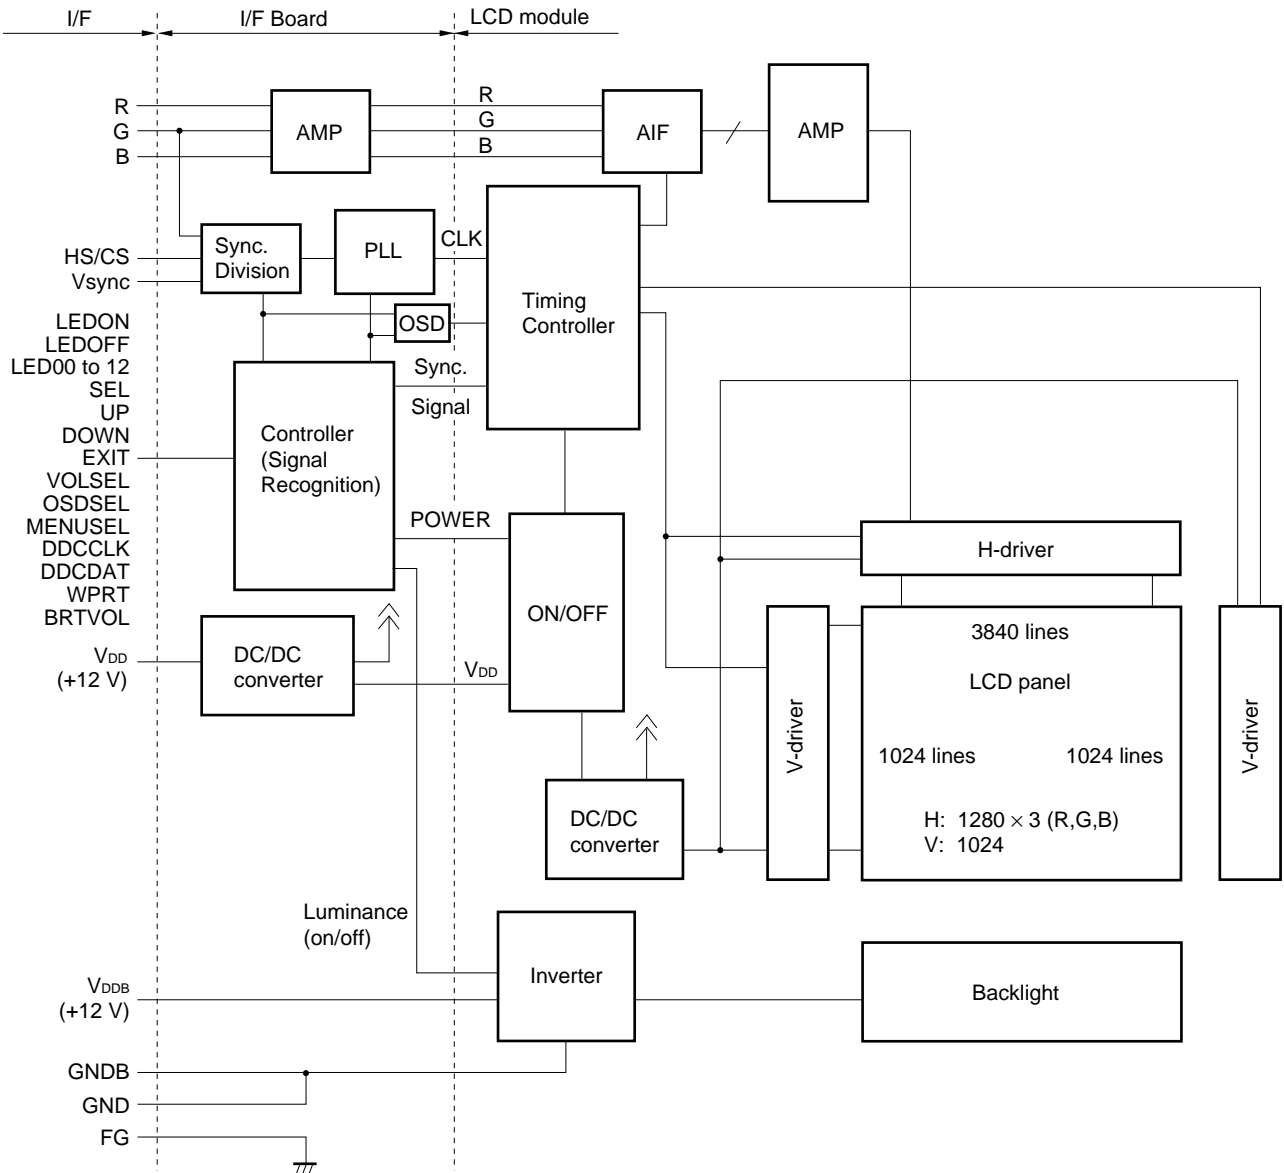 I/F
I/F Board
LCD module
R
G
B
AMP
R
G
B
AIF
AMP
HS/CS
Vsync
Sync.
Division
PLL
CLK
OSD
Timing
Controller
LEDON
LEDOFF
LED00 to 12
SEL
UP
DOWN
EXIT
VOLSEL
OSDSEL
MENUSEL
DDCCLK
DDCDAT
WPRT
BRTVOL
Controller
(Signal
Recognition)
Sync.
Signal
POWER
ON/OFF
H-driver
VDD
(+12 V)
DC/DC
converter
VDD
V-driver
3840 lines
LCD panel
1024 lines
1024 lines
H: 1280 × 3 (R,G,B)
V: 1024
V-driver
DC/DC
converter
Luminance
(on/off)
Inverter
Backlight
VDDB
(+12 V)
GNDB
GND
FG